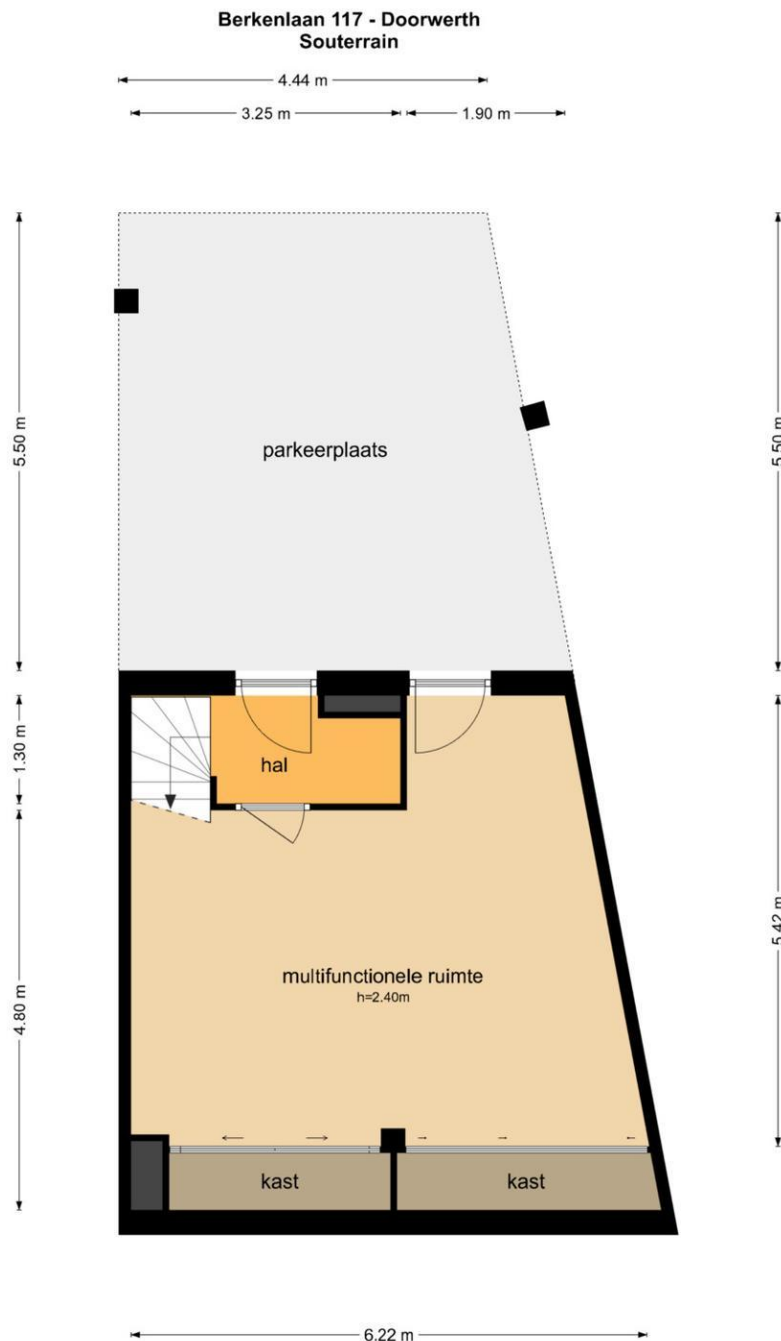 Berkenlaan 117 - Doorwerth
Souterrain
4.44 m
3.25 m
1.90 m
5.50 m
5.50 m
parkeerplaats
1.30 m
hal
5.42 m
4.80 m
multifunctionele ruimte
h=2.40m
kast
kast
6.22 m